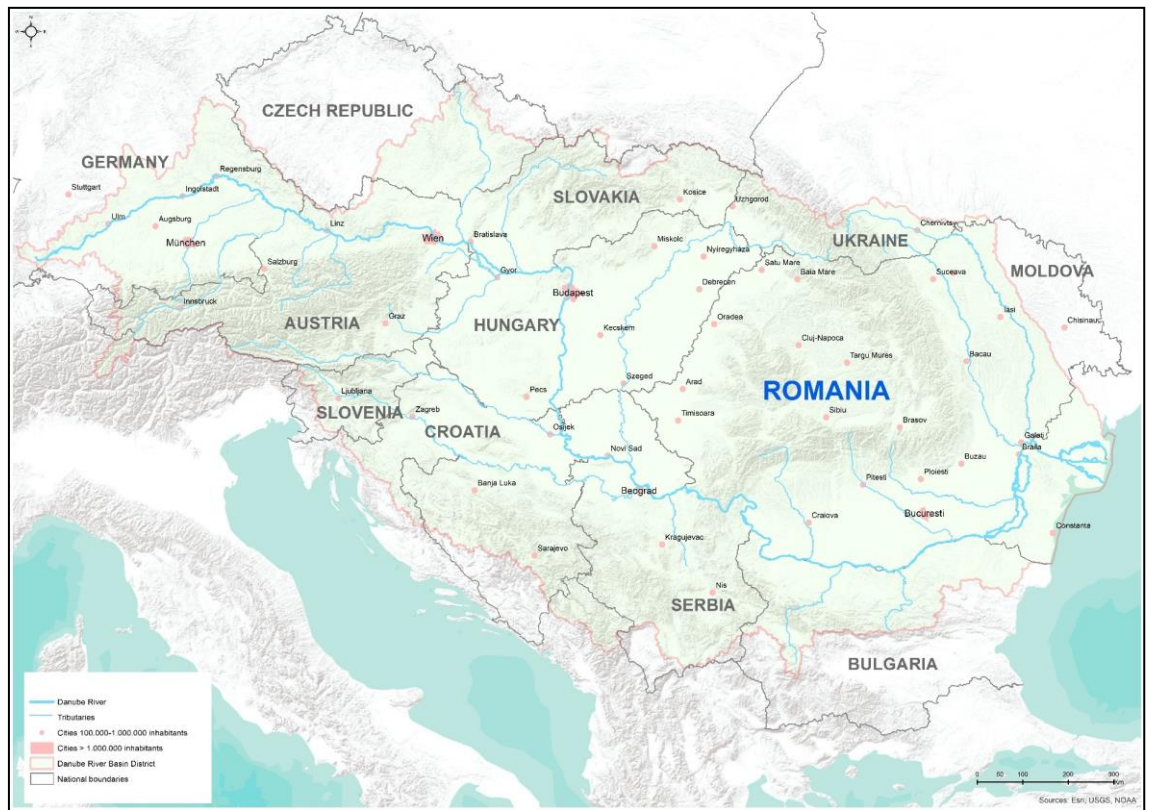 CZECH REPUBLIC
GERMANY
Stuttgart
Regensburg
Ingolstadt
Ulm
Augsburg
München
Linz
Wien
Salzburg
Innsbruck
AUSTRIA
Graz
SLOVAKIA
Kosice
Uzhgorod
Bratislava
Gyor
Miskolc
Nyiregyháza
Budapest
Debrecen
HUNGARY
Kecskem
Szeged
Pecs
UKRAINE
Chernivtsi
MOLDOVA
Chisinau
Satu Mare
Baia Mare
Suceava
Iasi
Oradea
Cluj-Napoca
Targu Mures
Bacau
Arad
ROMANIA
Timisoara
Sibiu
Brasov
Galati
Braila
Buzau
Ploiesti
Pitesti
Bucuresti
Craiova
Constanta
Ljubljana
SLOVENIA
Zagreb
CROATIA
Osijek
Novi Sad
Beograd
Banja Luka
Sarajevo
Kragujevac
Nis
SERBIA
BULGARIA
Danube River
Tributaries
Cities 100.000-1.000.000 inhabitants
Cities > 1.000.000 inhabitants
Danube River Basin District
National boundaries
0 50 100 200 300
Km
Sources: Esri, USGS, NOAA